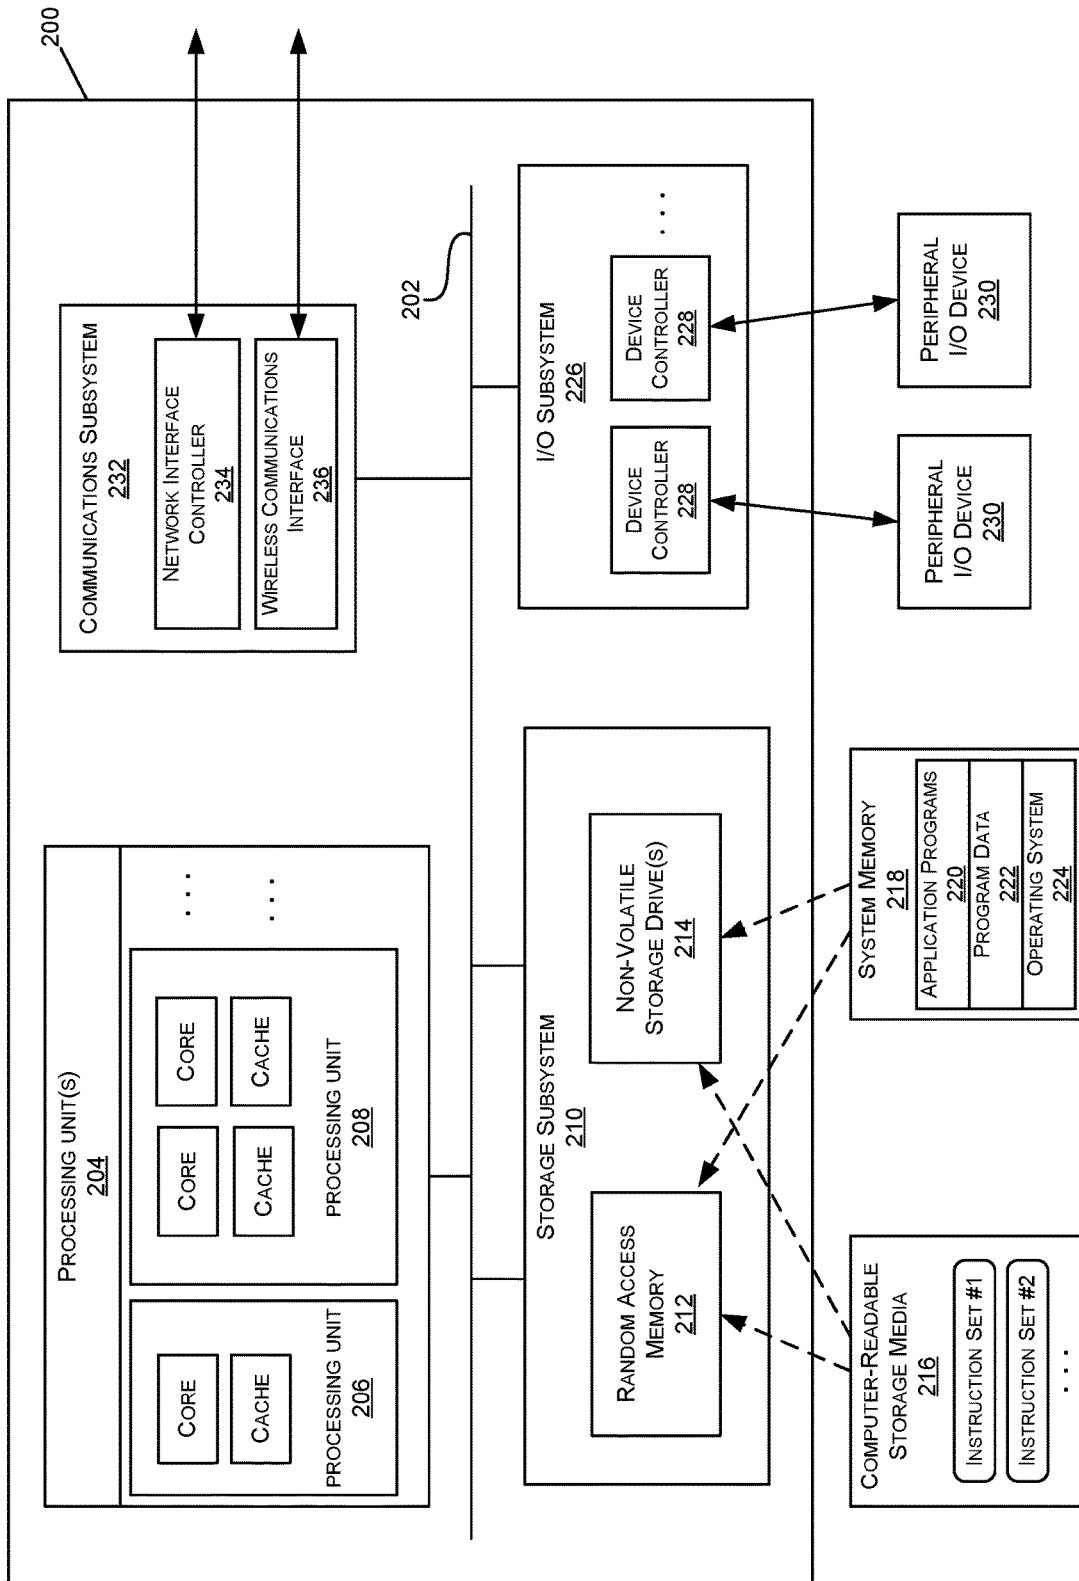 200
PROCESSING UNIT(S)
204
CORE
CACHE
PROCESSING UNIT
206
CORE
CORE
CACHE
CACHE
PROCESSING UNIT
208
. . .
. . .
COMMUNICATIONS SUBSYSTEM
232
NETWORK INTERFACE
CONTROLLER
234
WIRELESS COMMUNICATIONS
INTERFACE
236
202
STORAGE SUBSYSTEM
210
RANDOM ACCESS
MEMORY
212
NON-VOLATILE
STORAGE DRIVE(S)
214
I/O SUBSYSTEM
226
DEVICE
CONTROLLER
228
DEVICE
CONTROLLER
228
. . .
COMPUTER-READABLE
STORAGE MEDIA
216
INSTRUCTION SET #1
INSTRUCTION SET #2
. . .
SYSTEM MEMORY
218
APPLICATION PROGRAMS
220
PROGRAM DATA
222
OPERATING SYSTEM
224
PERIPHERAL
I/O DEVICE
230
PERIPHERAL
I/O DEVICE
230